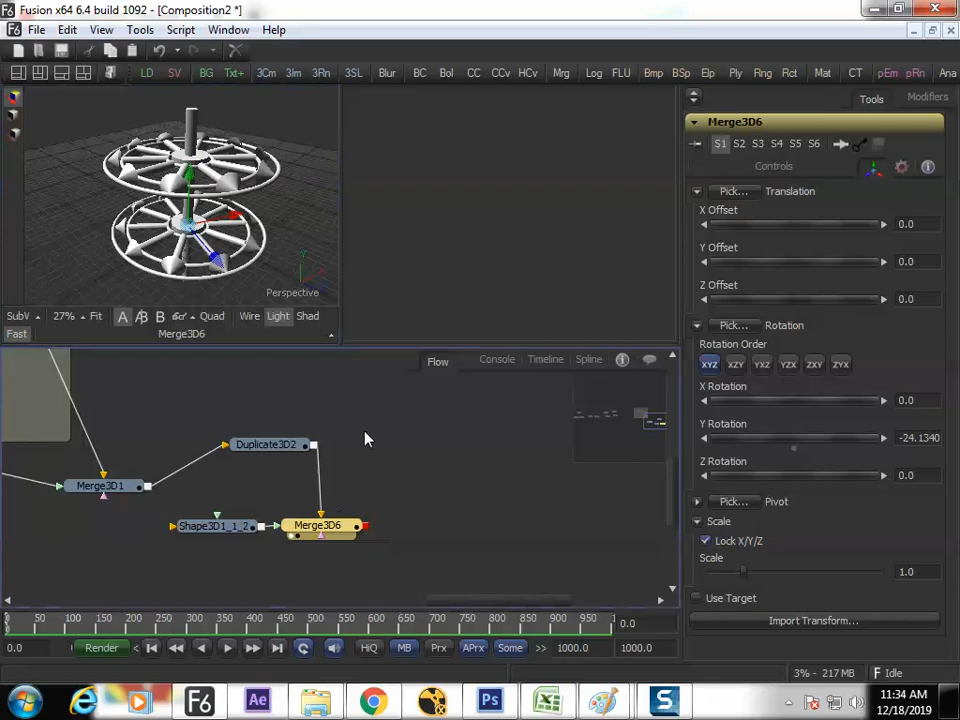 Fusion x64 6.4 build 1092 - [Composition2 *]
File Edit View Tools Script Window Help
LD SV BG Txt+ 3Cm 3Im 3Rn 3SL Blur BC Bol CC CCv HCv Mrg Log FLU Bmp BSp Elp Ply Rng Rct Mat CT pEm pRn Ana
Tools Modifiers
Merge3D6
S1 S2 S3 S4 S5 S6
Controls
Pick... Translation
X Offset
0.0
Y Offset
0.0
Z Offset
0.0
Pick... Rotation
Rotation Order
XYZ XZY YXZ YZX ZXY ZYX
X Rotation
0.0
Y Rotation
-24.1340
Z Rotation
0.0
Pick... Pivot
Scale
Lock X/Y/Z
Scale
1.0
Use Target
Import Transform...
Perspective
SubV 27% Fit A B Quad Wire Light Shad
Fast Merge3D6
Flow Console Timeline Spline
Duplicate3D2
Merge3D1
Shape3D1_1_2 Merge3D6
0 50 100 150 200 250 300 350 400 450 500 550 600 650 700 750 800 850 900 950 0.0
0.0 Render HiQ MB Prx APrx Some >> 1000.0 1000.0
3% - 217 MB Idle
11:34 AM
12/18/2019